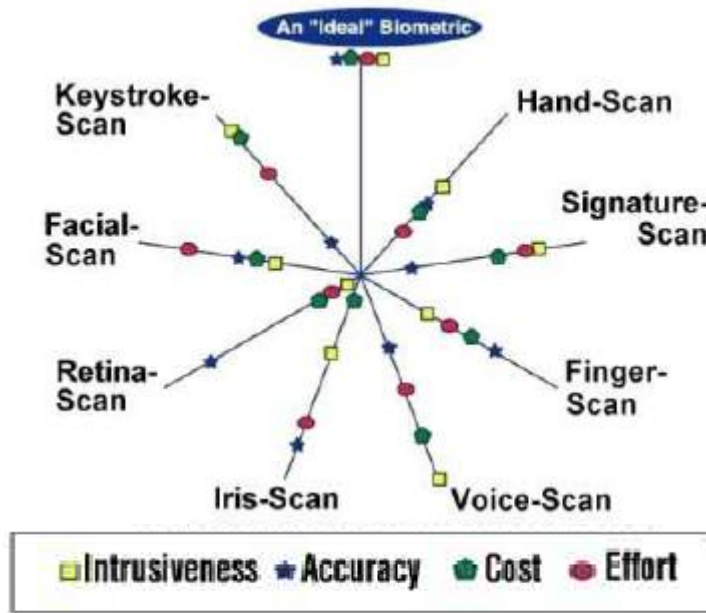 An "Ideal" Biometric
Keystroke-
Scan
Hand-Scan
Signature-
Scan
Facial-
Scan
Retina-
Scan
Finger-
Scan
Iris-Scan
Voice-Scan
Intrusiveness Accuracy Cost Effort